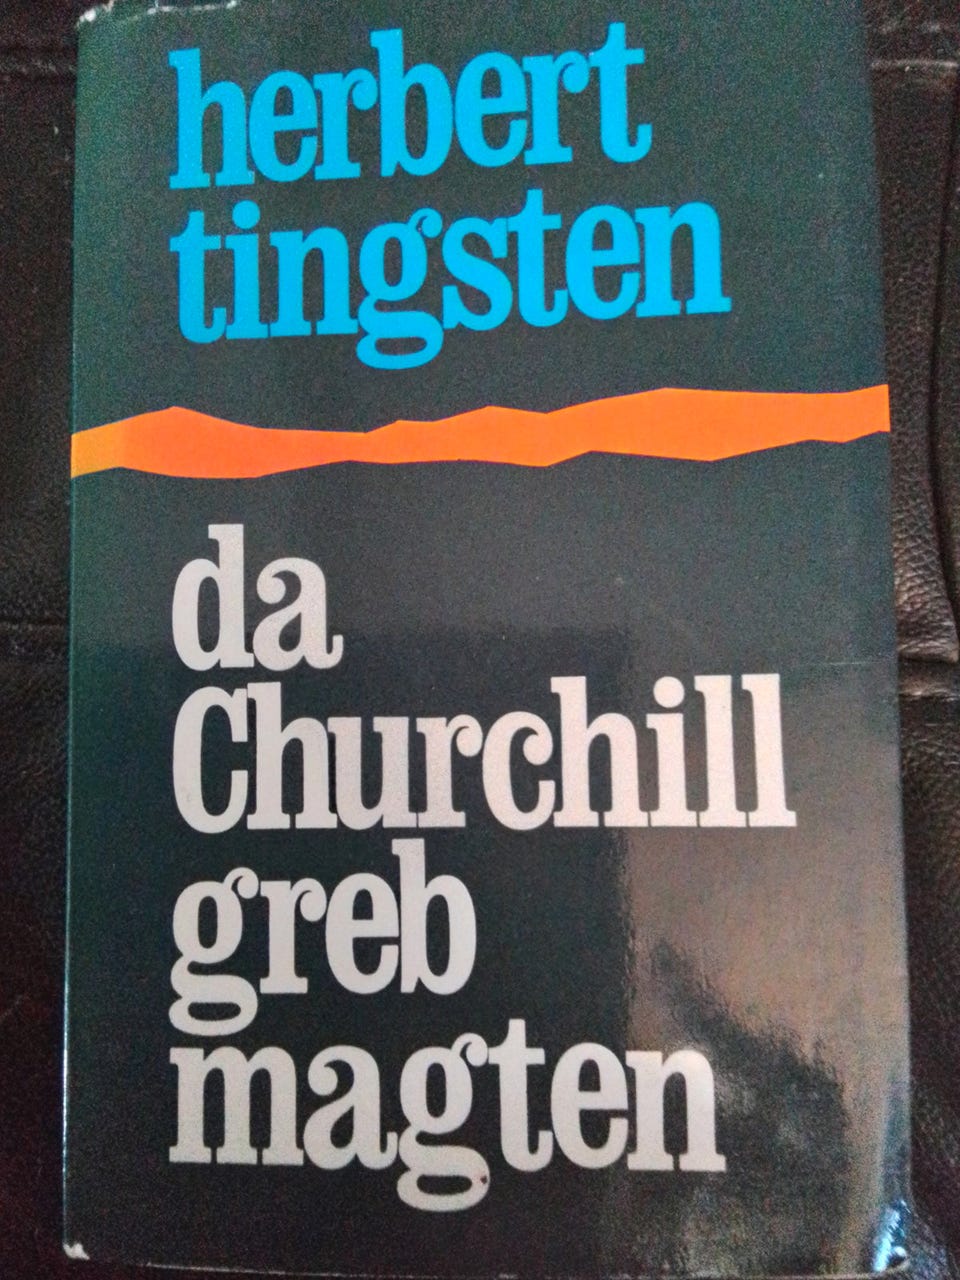 herbert
tingsten
da
Churchill
greb
magten